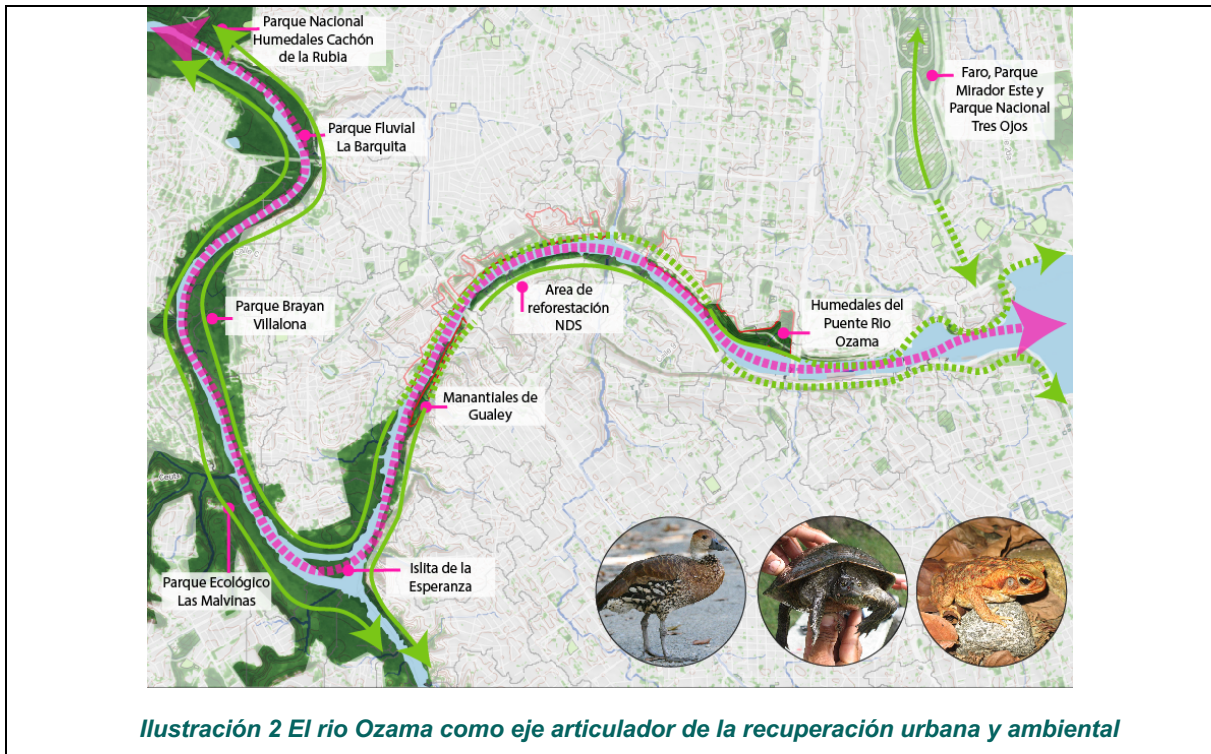 Parque Nacional
Humedales Cachón
de la Rubia
Faro, Parque
Mirador Este y
Parque Nacional
Tres Ojos
Parque Fluvial
La Barquita
Parque Brayan
Villalona
Area de
reforestación
NDS
Humedales del
Puente Rio
Ozama
Manantiales de
Gualey
Parque Ecológico
Las Malvinas
Islita de la
Esperanza
Ilustración 2 El rio Ozama como eje articulador de la recuperación urbana y ambiental